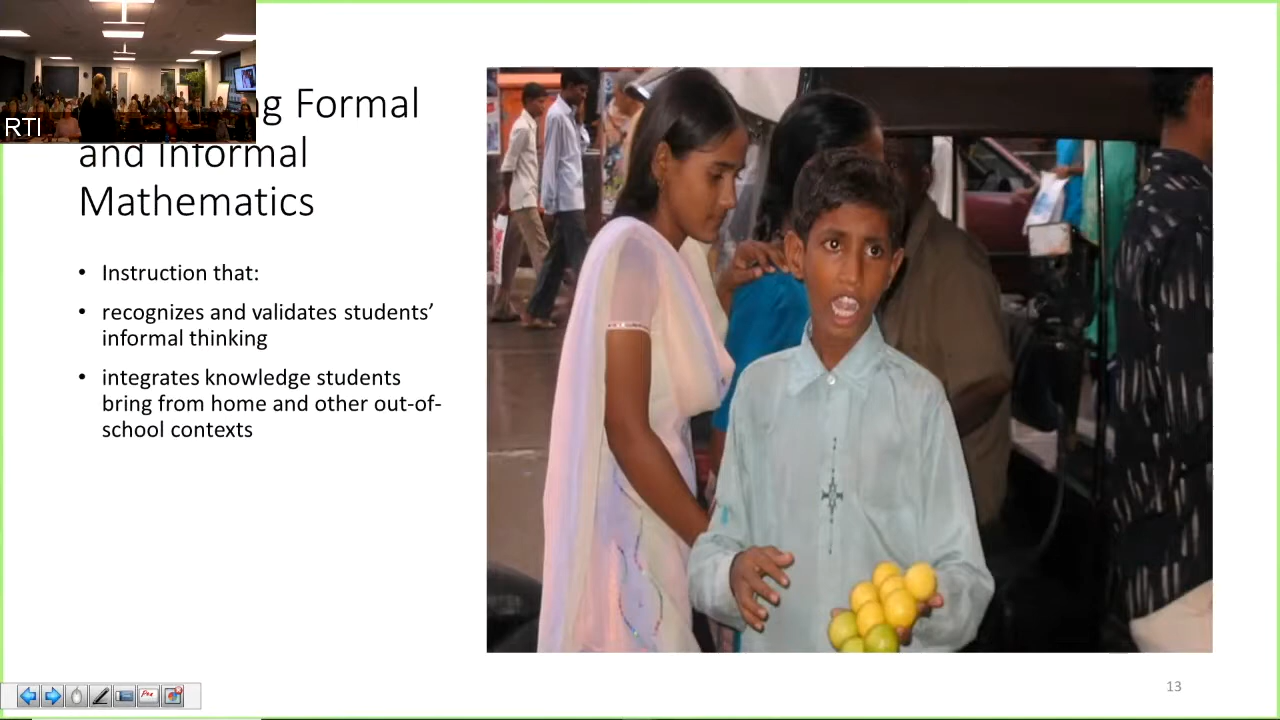 RTI
ng Formal
and Informal
Mathematics
• Instruction that:
• recognizes and validates students’
informal thinking
• integrates knowledge students
bring from home and other out-of-
school contexts
13